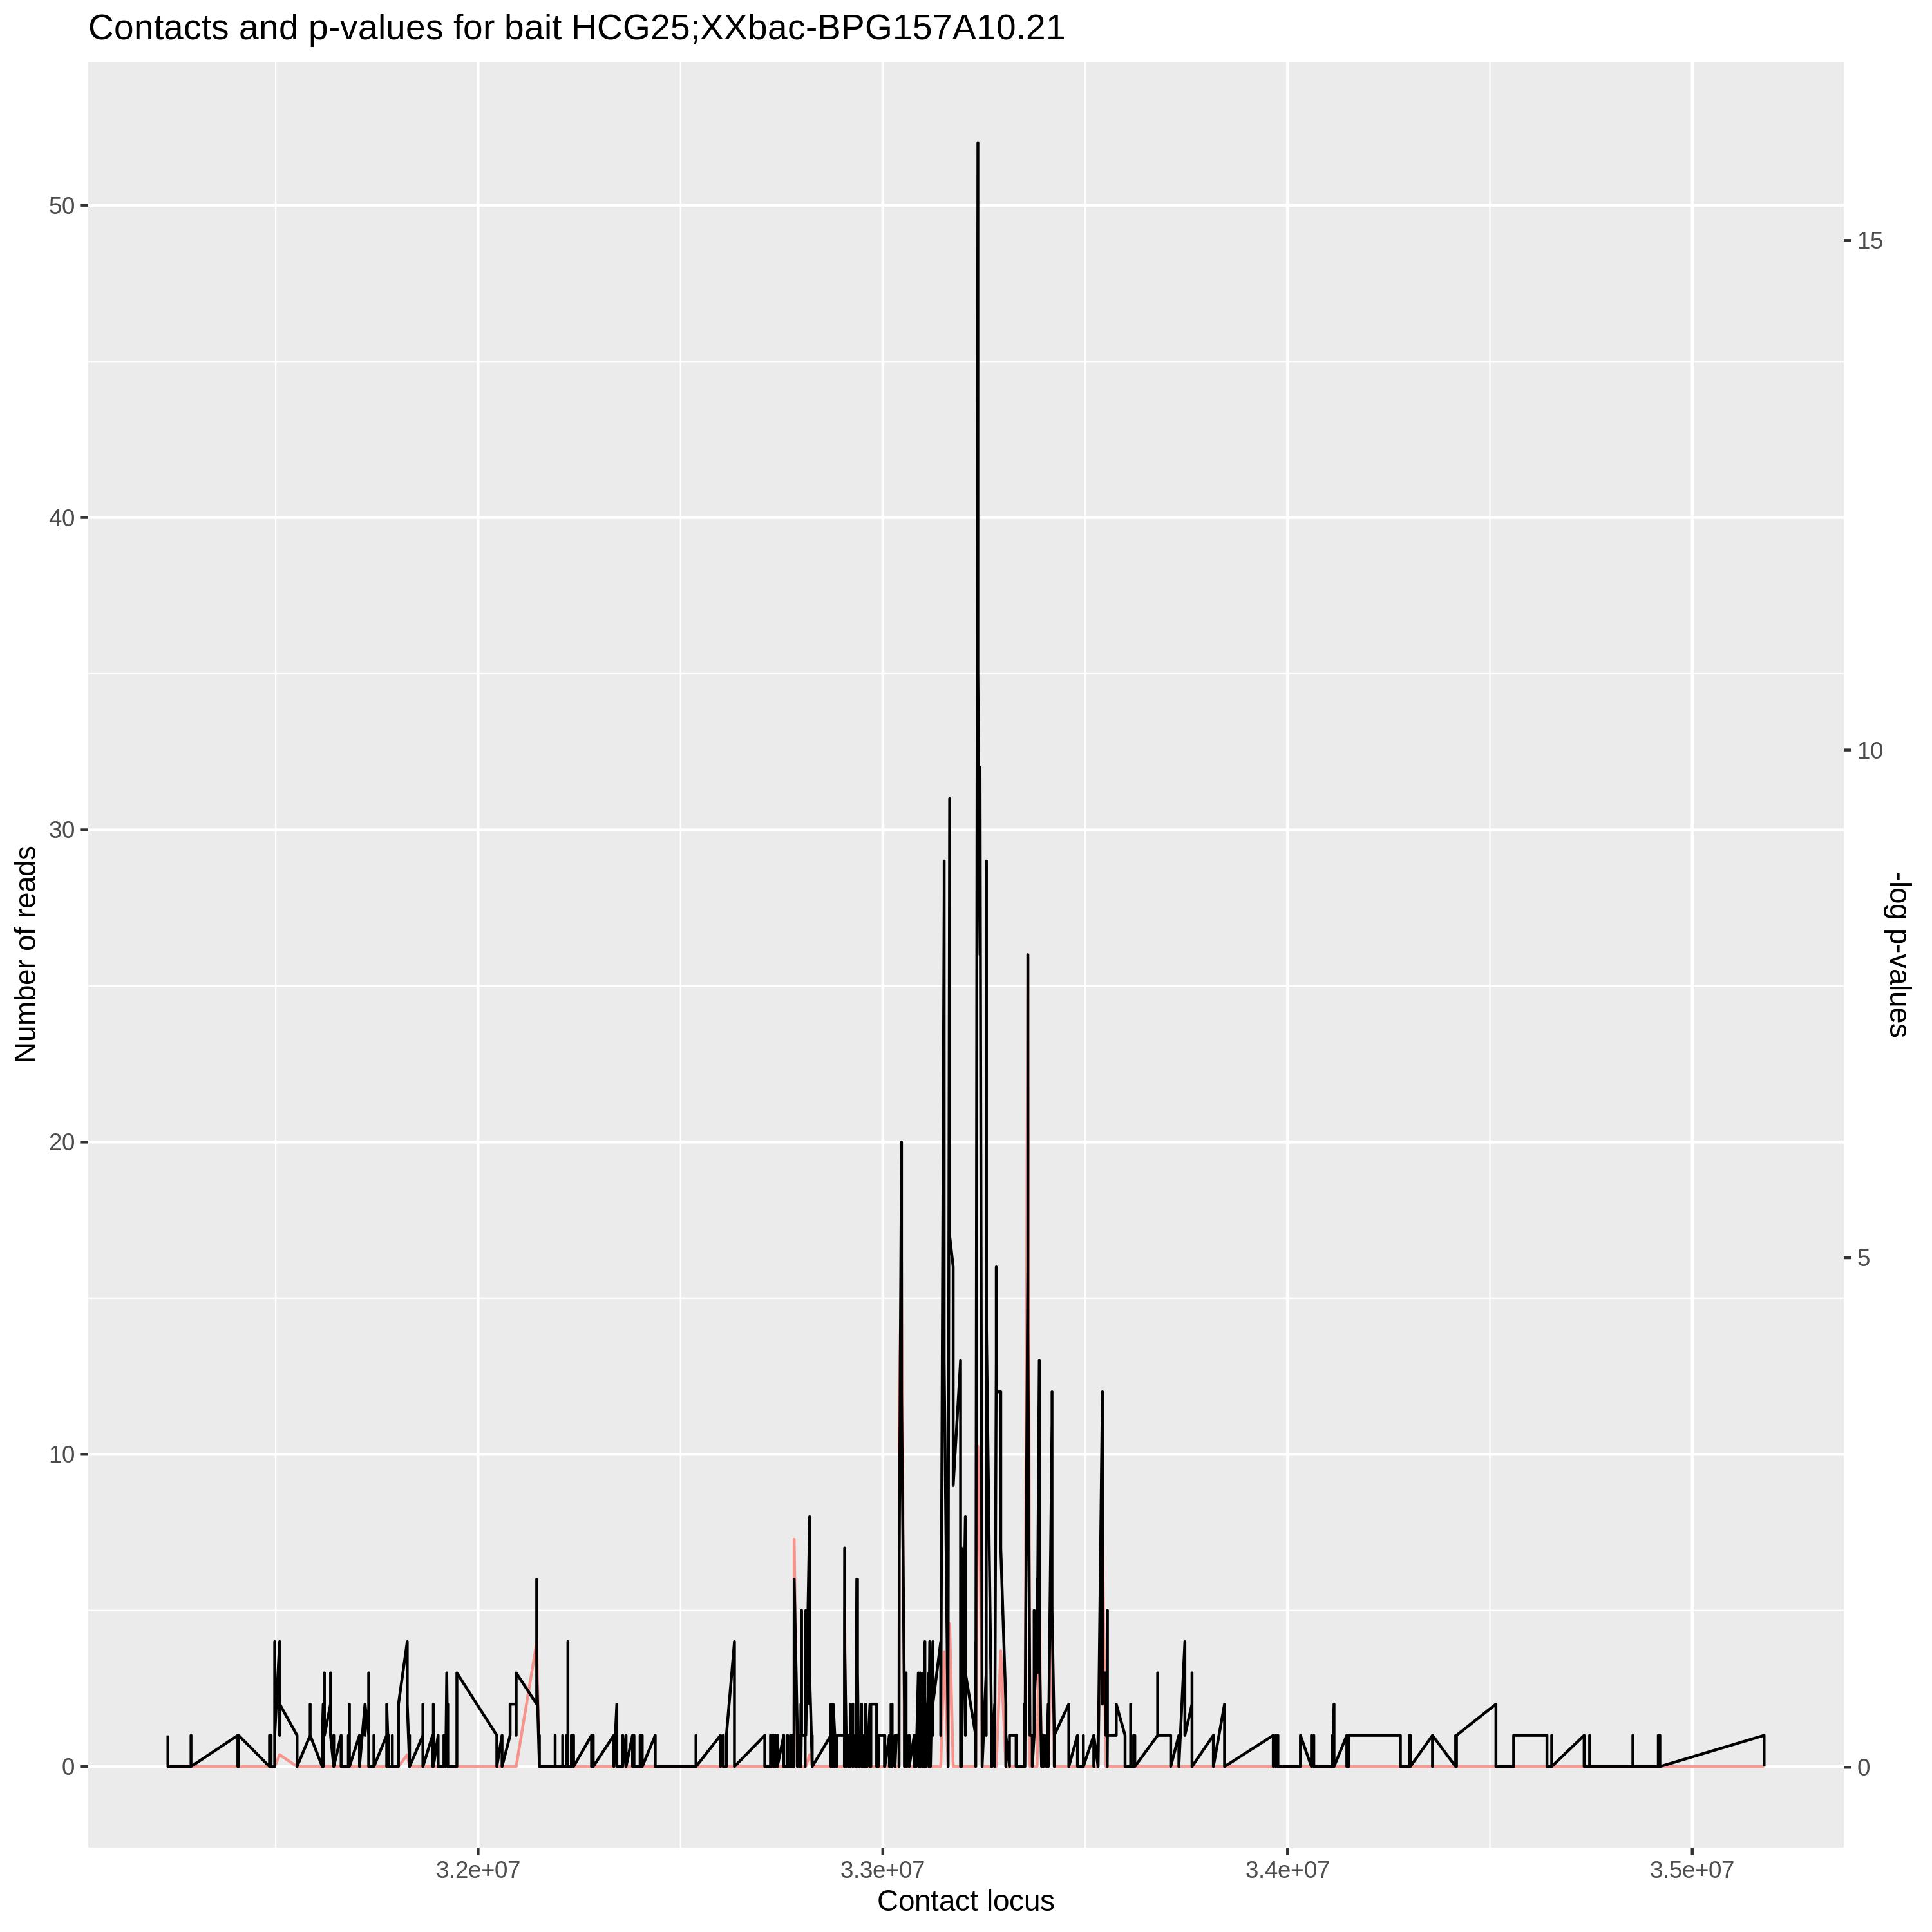 Contacts and p-values for bait HCG25;XXbac-BPG157A10.21
50
40
30
20
10
0
Number of reads
15
10
5
0
-log p-values
3.2e+07
3.3e+07
3.4e+07
3.5e+07
Contact locus